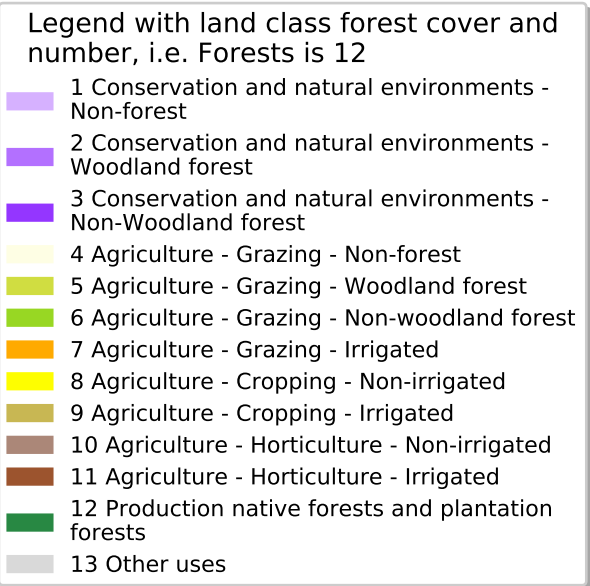 Legend with land class forest cover and
number, i.e. Forests is 12
1 Conservation and natural environments -
Non-forest
2 Conservation and natural environments -
Woodland forest
3 Conservation and natural environments -
Non-Woodland forest
4 Agriculture - Grazing - Non-forest
5 Agriculture - Grazing - Woodland forest
6 Agriculture - Grazing - Non-woodland forest
7 Agriculture - Grazing - Irrigated
8 Agriculture - Cropping - Non-irrigated
9 Agriculture - Cropping - Irrigated
10 Agriculture - Horticulture - Non-irrigated
11 Agriculture - Horticulture - Irrigated
12 Production native forests and plantation
forests
13 Other uses